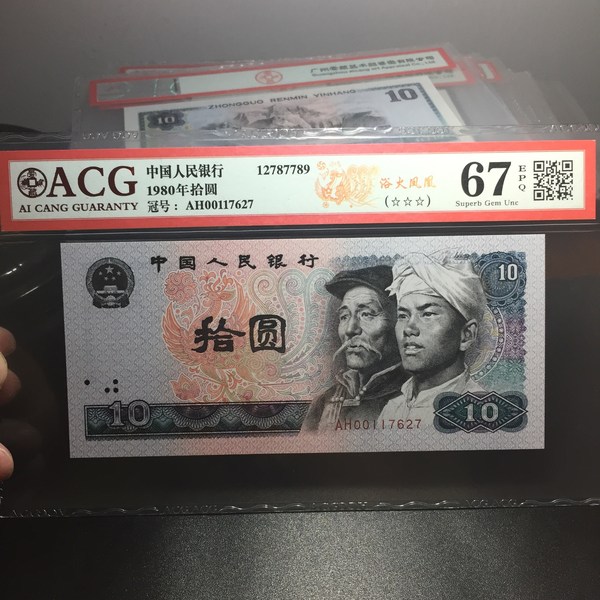 ZHONGGUO RENMIN YINHANG
10
10
ACG
AI CANG GUARANTY
中国人民银行
1980年拾圆
冠号： AH00117627
12787789
浴火凤凰
(☆☆☆)
67
EPQ
Superb Gem Unc
中国人民银行
10
拾圆
10
AH00117627
10